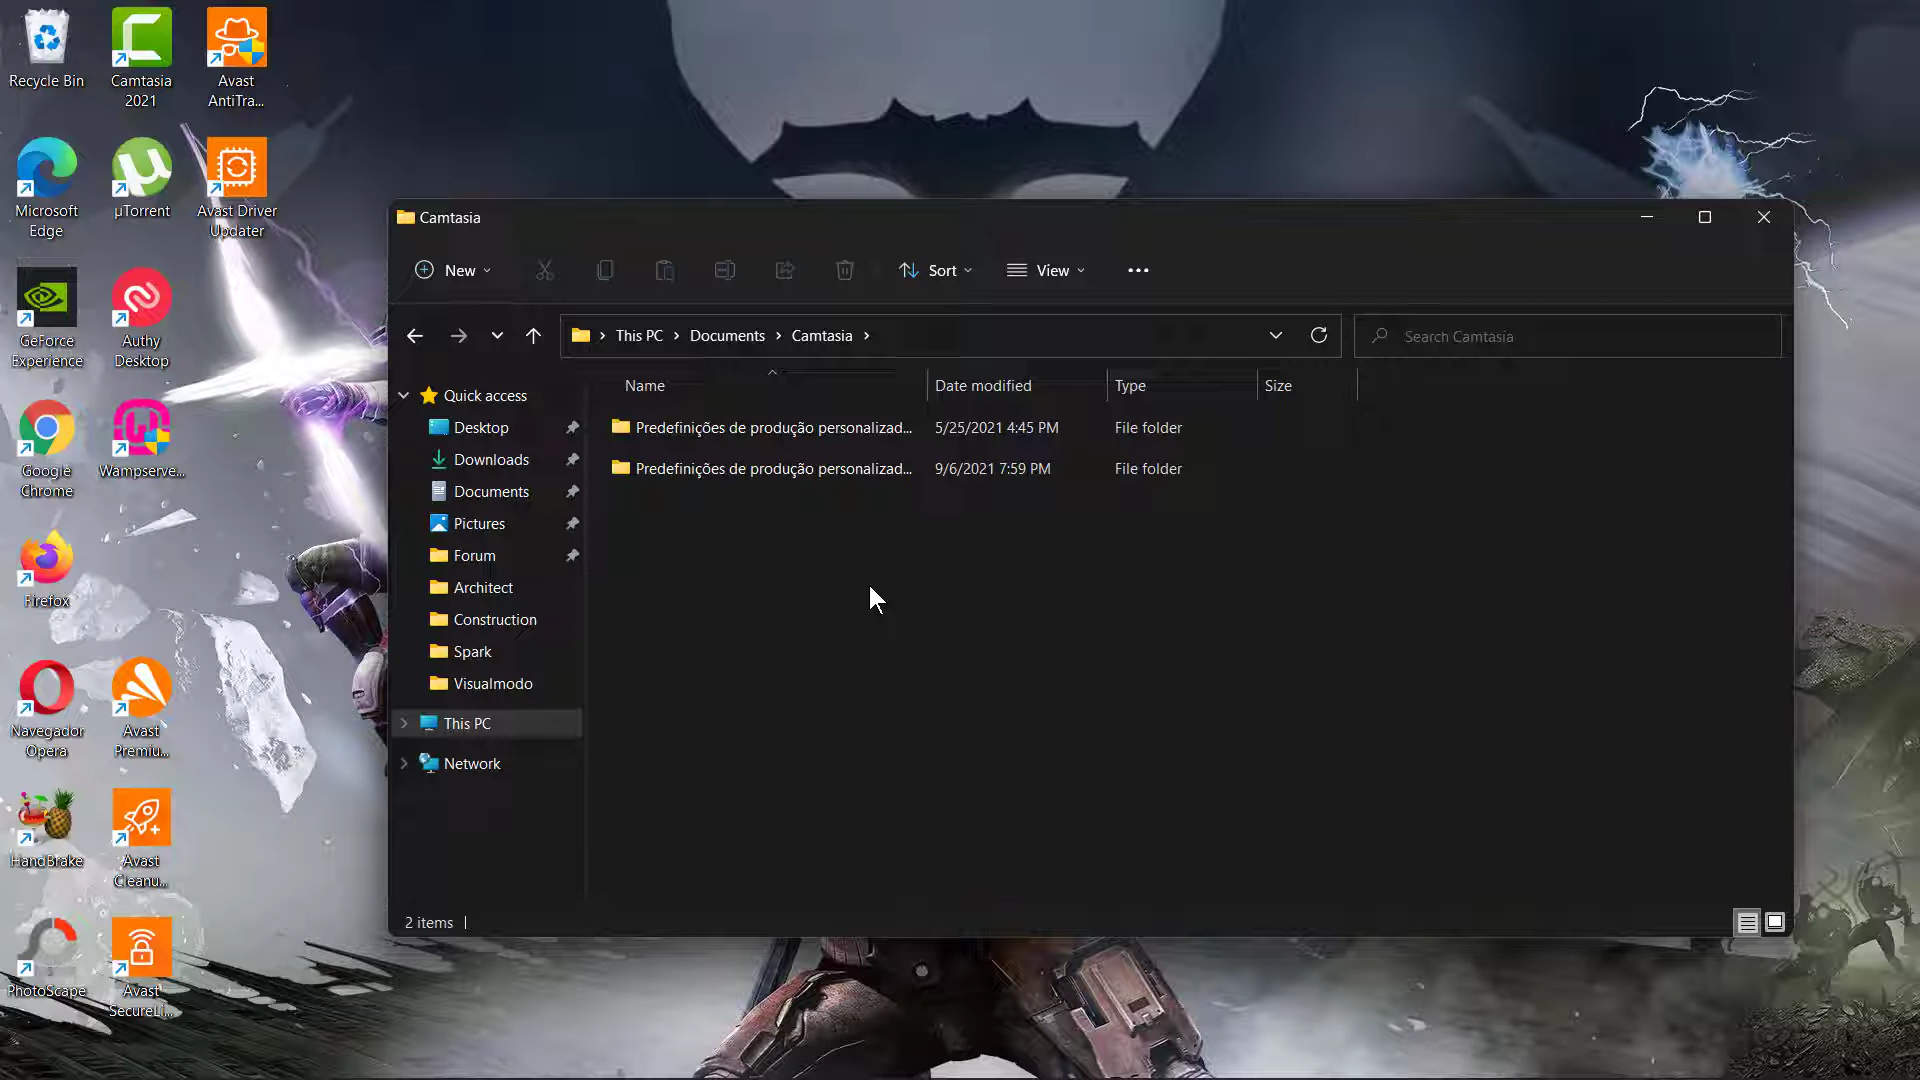 Recycle Bin
Camtasia
2021
Avast
AntiTra...
Microsoft
Edge
µTorrent
Avast Driver
Updater
GeForce
Experience
Authy
Desktop
Google
Chrome
Wampserve...
Firefox
Navegador
Opera
Avast
Premiu...
HandBrake
Avast
Cleanu...
PhotoScape
Avast
SecureLi...
Camtasia
New
Sort
View
This PC
Documents
Camtasia
Search Camtasia
Name
Date modified
Type
Size
Predefinições de produção personalizad... 5/25/2021 4:45 PM File folder
Predefinições de produção personalizad... 9/6/2021 7:59 PM File folder
Quick access
Desktop
Downloads
Documents
Pictures
Forum
Architect
Construction
Spark
Visualmodo
This PC
Network
2 items